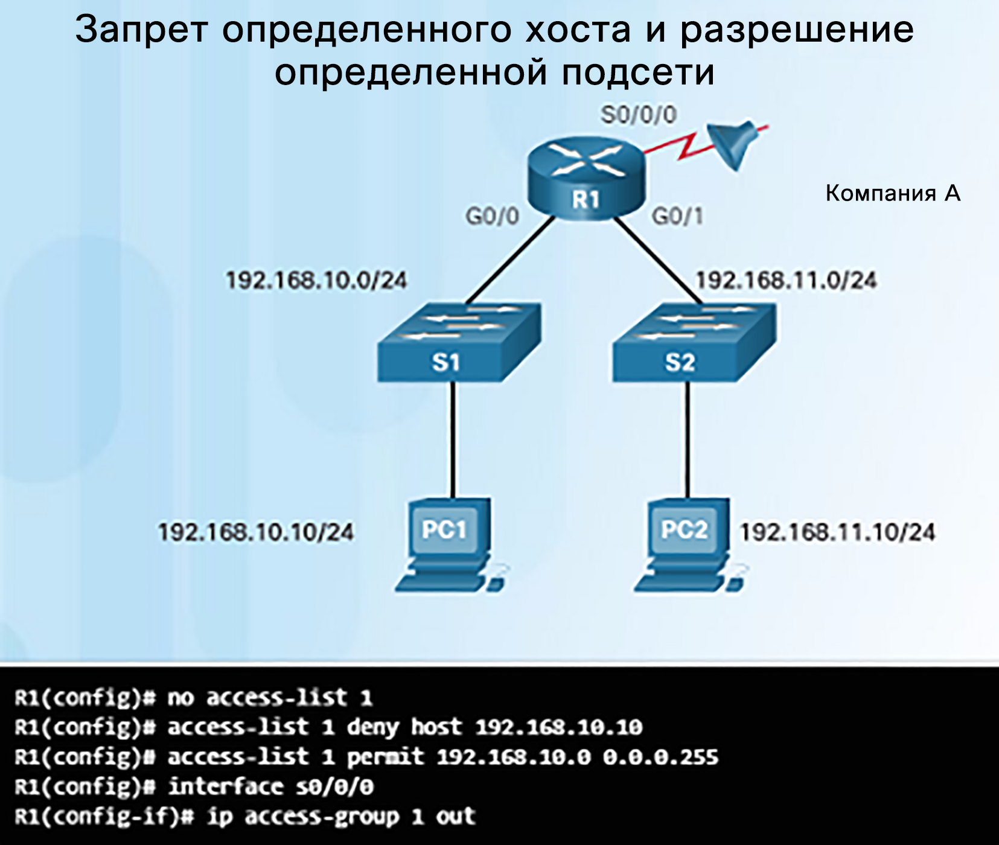 Запрет определенного хоста и разрешение
определенной подсети
S0/0/0
R1
Компания А
G0/0
G0/1
192.168.10.0/24
192.168.11.0/24
S1
S2
PC1
PC2
192.168.10.10/24
192.168.11.10/24
R1(config)# no access-list 1
R1(config)# access-list 1 deny host 192.168.10.10
R1(config)# access-list 1 permit 192.168.10.0 0.0.0.255
R1(config)# interface s0/0/0
R1(config-if)# ip access-group 1 out